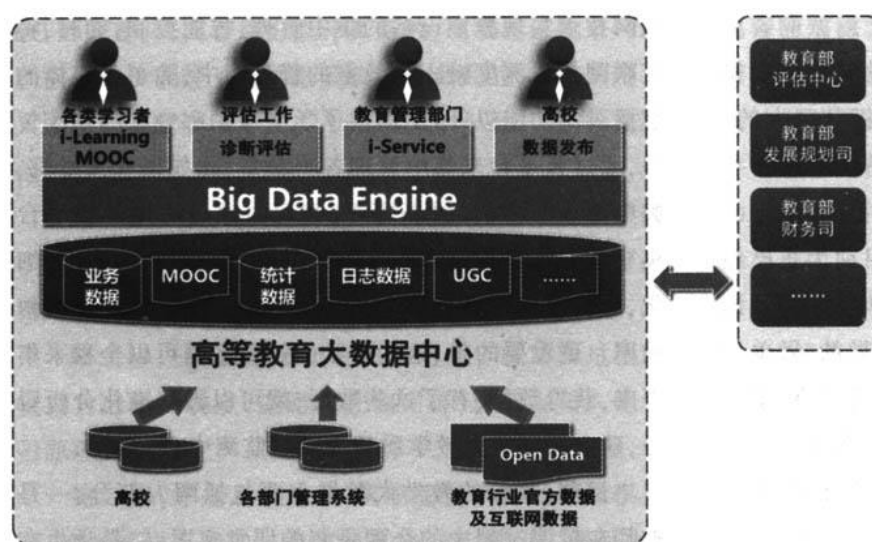 各类学习者
评估工作
教育管理部门
高校
i-Learning
MOOC
诊断评估
i-Service
数据发布
Big Data Engine
业务
数据
MOOC
统计
数据
日志数据
UGC
……
高等教育大数据中心
Open Data
高校
各部门管理系统
教育行业官方数据
及互联网数据
教育部
评估中心
教育部
发展规划司
教育部
财务司
……